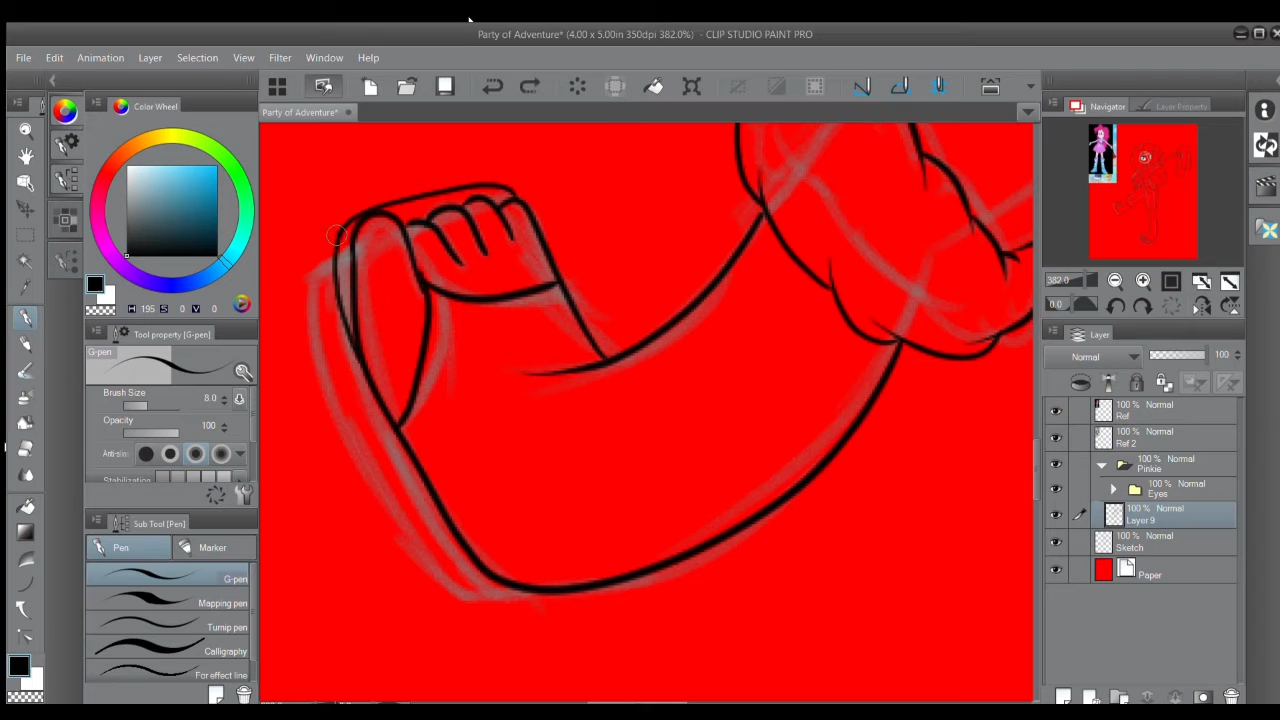 Party of Adventure* (4.00 x 5.00in 350dpi 382.0%) - CLIP STUDIO PAINT PRO
File Edit Animation Layer Selection View Filter Window Help
Color Wheel
Party of Adventure*
Navigator Layer Property
H 195 S 0 V 0
382.0
0.0
Tool property [G-pen]
Layer
G-pen
Normal 100
Brush Size 8.0
Opacity 100
100 % Normal
Ref
100 % Normal
Ref 2
100 % Normal
Pinkie
100 % Normal
Eyes
100 % Normal
Layer 9
100 % Normal
Sketch
Paper
Stabilization
Sub Tool [Pen]
Pen Marker
G-pen
Mapping pen
Turnip pen
Calligraphy
For effect line